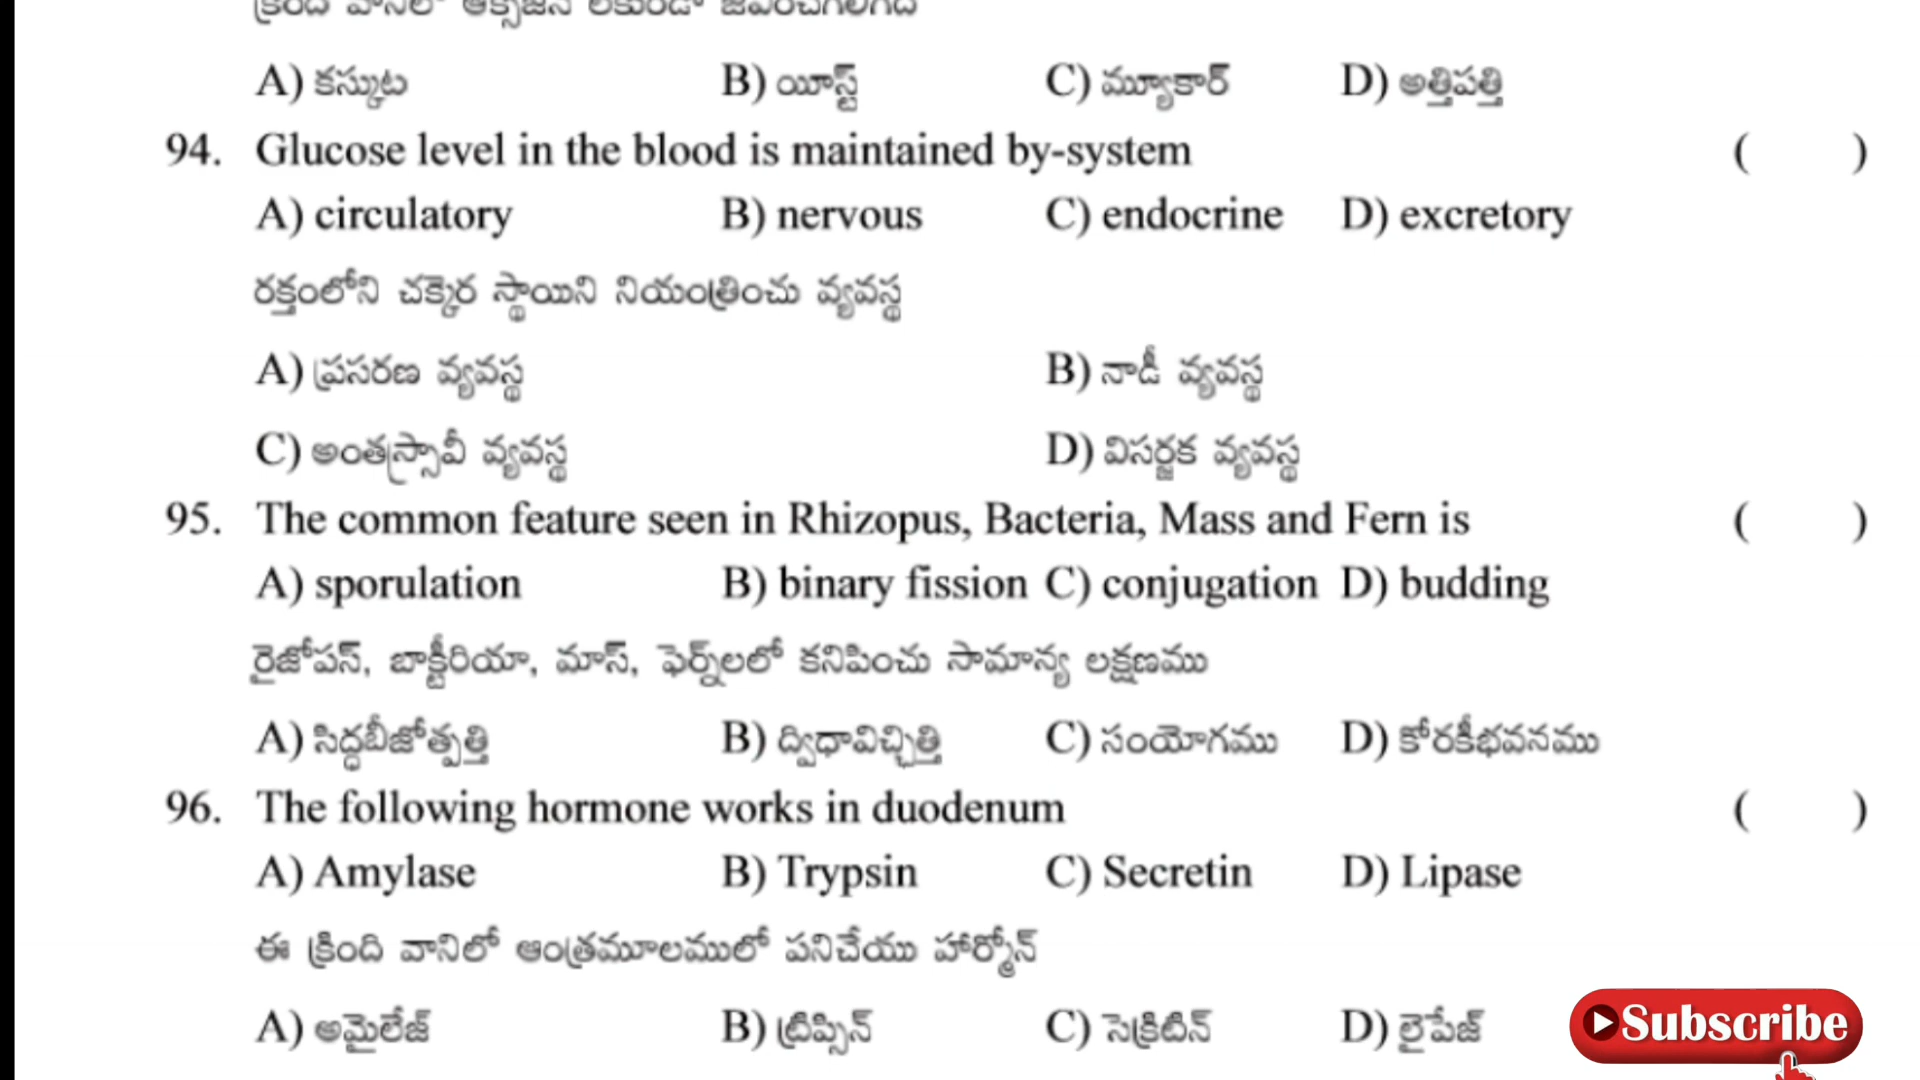 A) కస్కుట B) యీస్ట్ C) మ్యూకార్ D) అత్తిపత్తి
94. Glucose level in the blood is maintained by-system ( )
A) circulatory B) nervous C) endocrine D) excretory
రక్తంలోని చక్కెర స్థాయిని నియంత్రించు వ్యవస్థ
A) ప్రసరణ వ్యవస్థ B) నాడీ వ్యవస్థ
C) అంతస్స్రావీ వ్యవస్థ D) విసర్జక వ్యవస్థ
95. The common feature seen in Rhizopus, Bacteria, Mass and Fern is ( )
A) sporulation B) binary fission C) conjugation D) budding
రైజోపస్, బాక్టీరియా, మాస్, ఫెర్న్‌లలో కనిపించు సామాన్య లక్షణము
A) సిద్ధబీజోత్పత్తి B) ద్విధావిచ్ఛిత్తి C) సంయోగము D) కోరకీభవనము
96. The following hormone works in duodenum ( )
A) Amylase B) Trypsin C) Secretin D) Lipase
ఈ క్రింది వానిలో ఆంత్రమూలములో పనిచేయు హార్మోన్
A) అమైలేజ్ B) ట్రిప్సిన్ C) సెక్రిటిన్ D) లైపేజ్
Subscribe